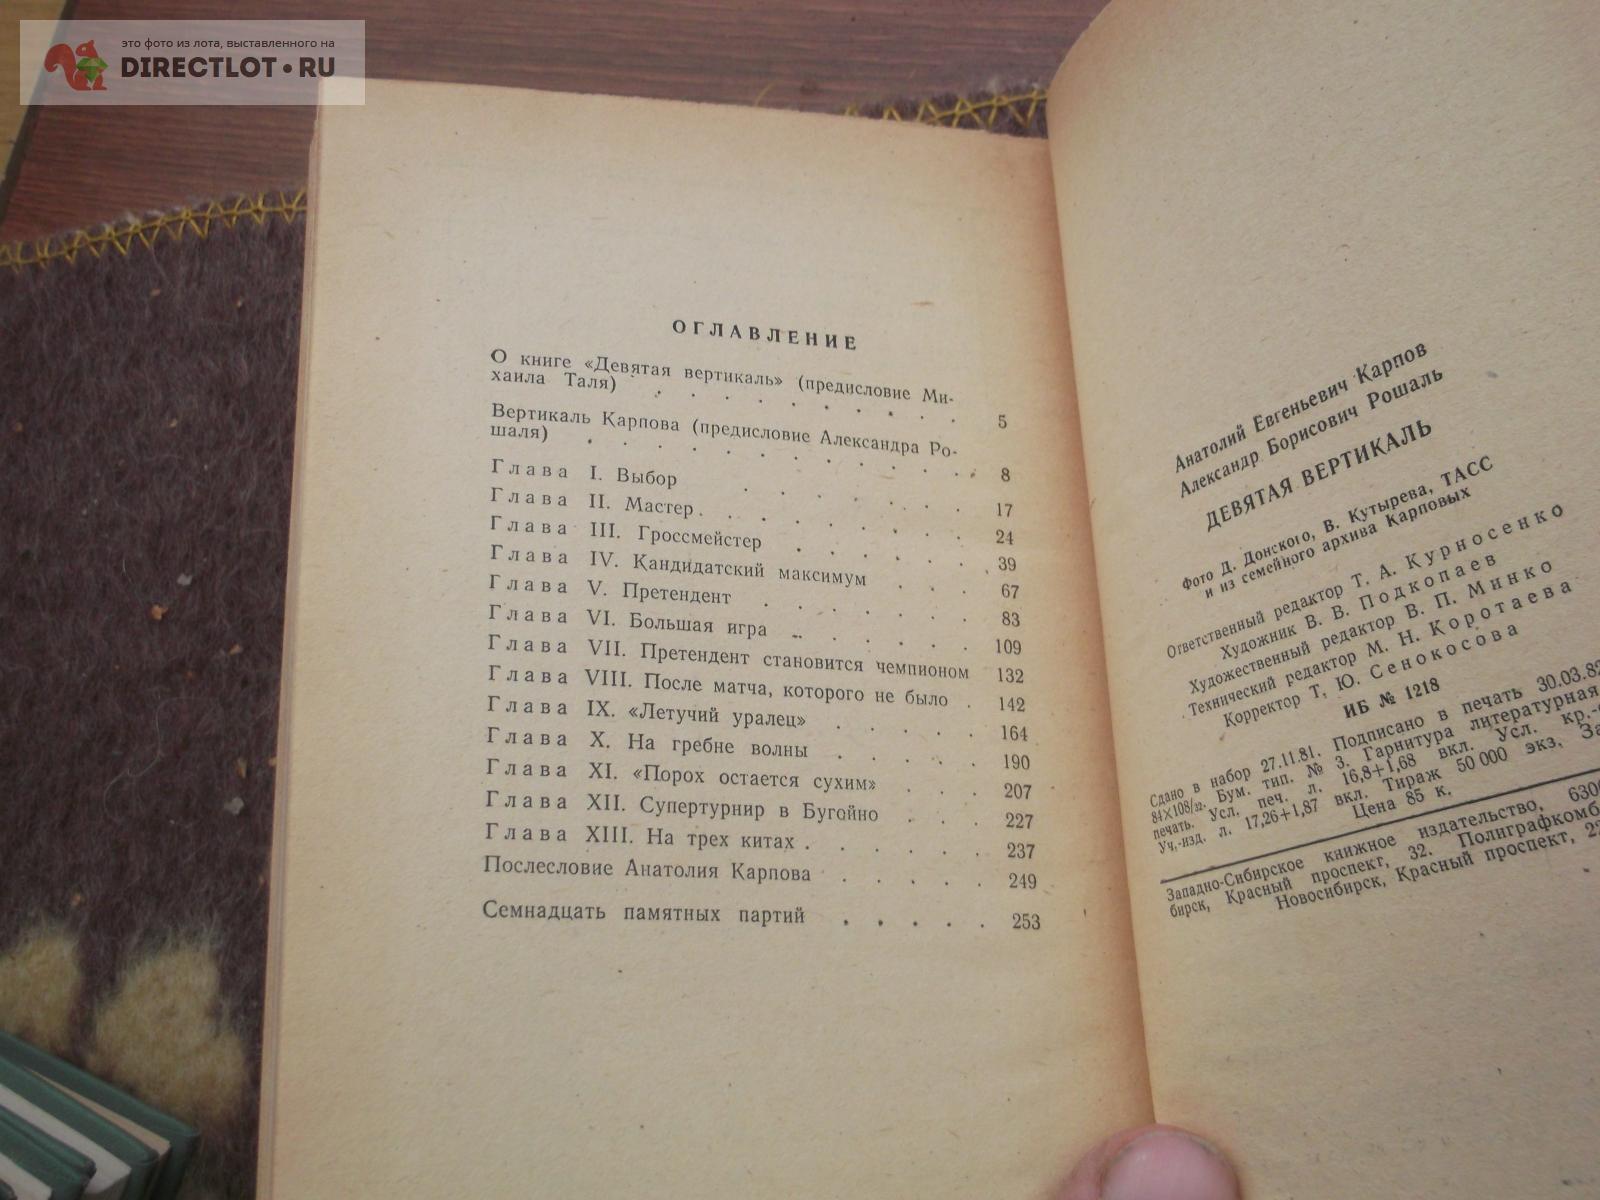 это фото из лота, выставленного на
DIRECTLOT•RU
ОГЛАВЛЕНИЕ
О книге «Девятая вертикаль» (предисловие Ми-
хаила Таля) . . . . . . . . . . 5
Вертикаль Карпова (предисловие Александра Ро-
шаля) . . . . . . . . . . 8
Глава I. Выбор . . . . . . . 17
Глава II. Мастер . . . . . . . . 24
Глава III. Гроссмейстер . . . . . 39
Глава IV. Кандидатский максимум . . . 67
Глава V. Претендент . . . . . . . 83
Глава VI. Большая игра . . . . . . 109
Глава VII. Претендент становится чемпионом 132
Глава VIII. После матча, которого не было . 142
Глава IX. «Летучий уралец» . . . . . 164
Глава X. На гребне волны . . . . . 190
Глава XI. «Порох остается сухим» . . . 207
Глава XII. Супертурнир в Бугойно . . . 227
Глава XIII. На трех китах . . . . . . 237
Послесловие Анатолия Карпова . . . . . 249
Семнадцать памятных партий . . . . . 253
Анатолий Евгеньевич Карпов
Александр Борисович Рошаль
ДЕВЯТАЯ ВЕРТИКАЛЬ
Фото Д. Донского, В. Кутырева, ТАСС
и из семейного архива Карповых
Ответственный редактор Т. А. Курносенко
Художник В. В. Подкопаев
Художественный редактор В. П. Минко
Технический редактор М. Н. Коротаева
Корректор Т. Ю. Сенокосова
ИБ № 1218
Сдано в набор 27.11.81. Подписано в печать 30.03.82
84×108/32. Бум. тип. № 3. Гарнитура литературная
печать. Усл. печ. л. 16,8+1,68 вкл. Усл. кр.-
Уч.-изд. л. 17,26+1,87 вкл. Тираж 50 000 экз. За
Цена 85 к.
Западно-Сибирское книжное издательство, 630
бирск, Красный проспект, 32. Полиграфкомб
Новосибирск, Красный проспект, 22